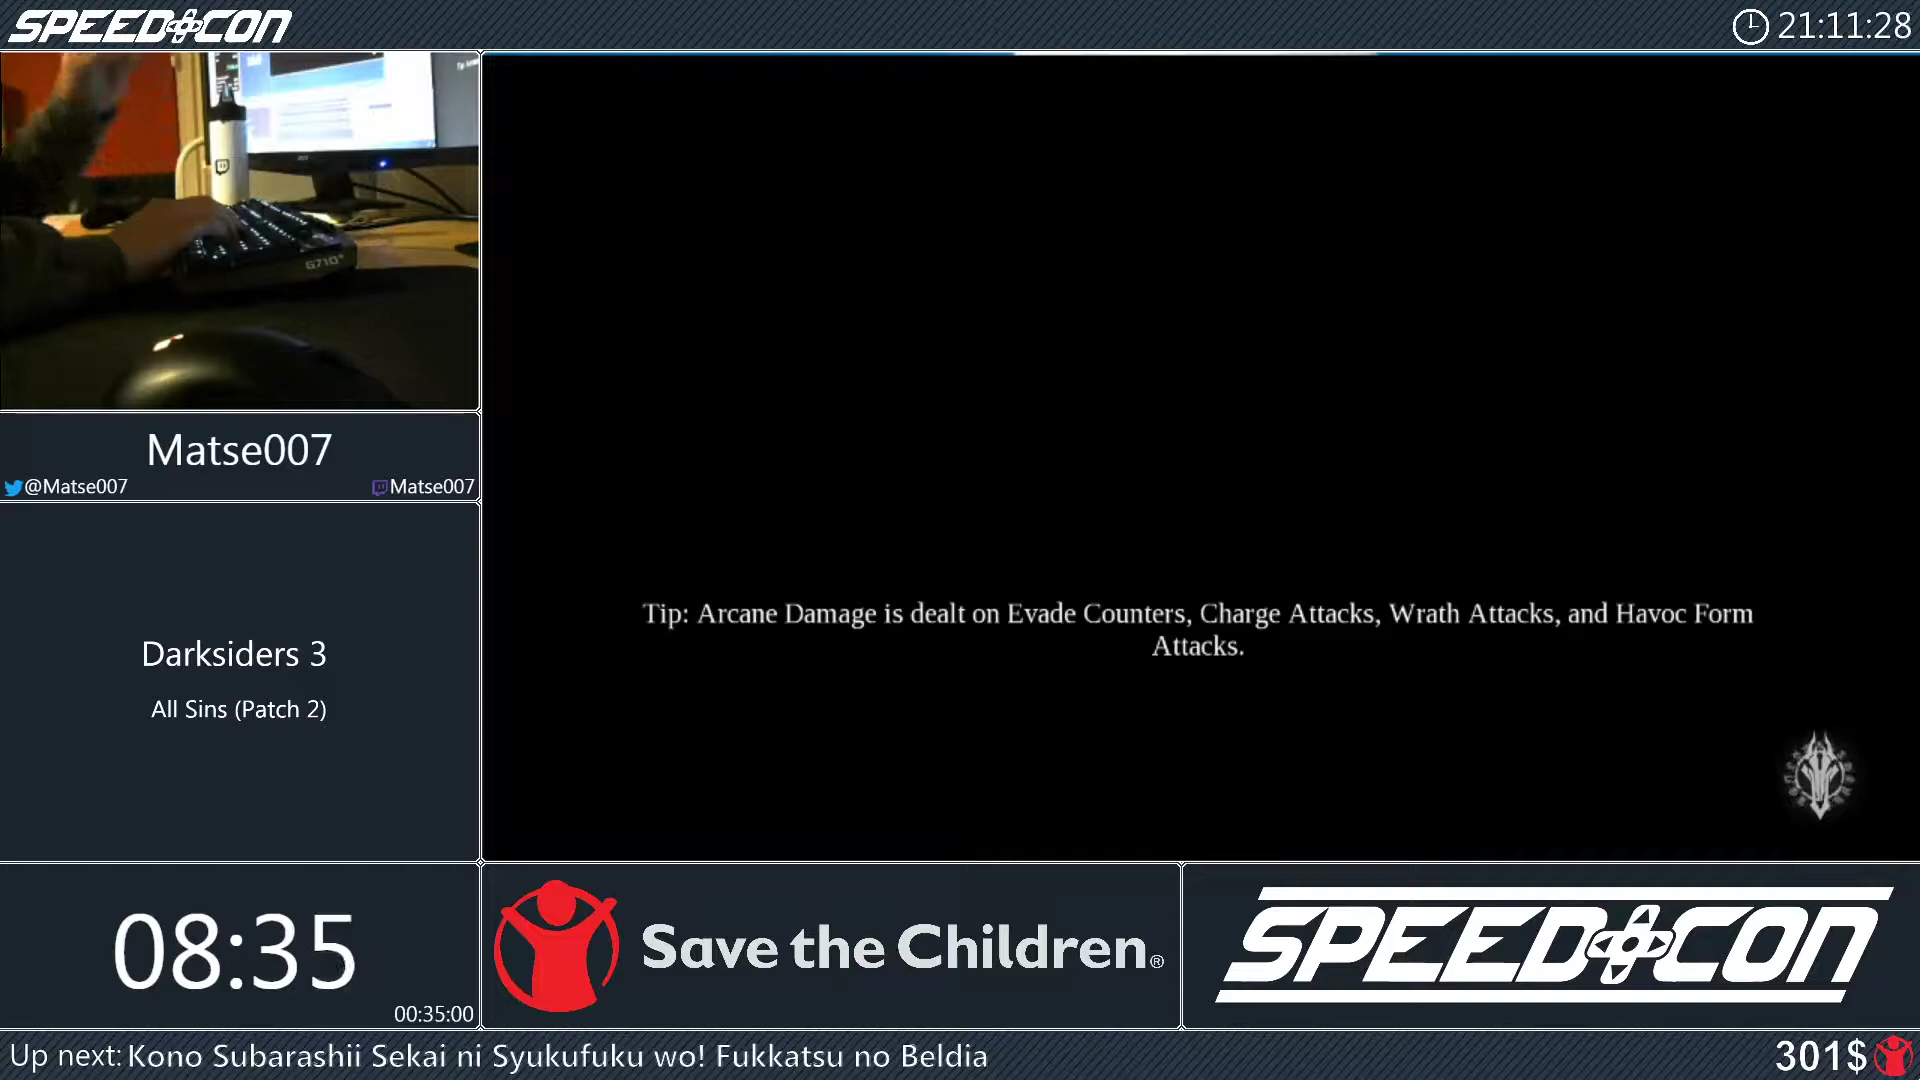 SPEEDCON
21:11:28
G710+
Matse007
@Matse007
Matse007
Darksiders 3
All Sins (Patch 2)
Tip: Arcane Damage is dealt on Evade Counters, Charge Attacks, Wrath Attacks, and Havoc Form
Attacks.
08:35
00:35:00
Save the Children®
SPEEDCON
Up next: Kono Subarashii Sekai ni Syukufuku wo! Fukkatsu no Beldia
301$